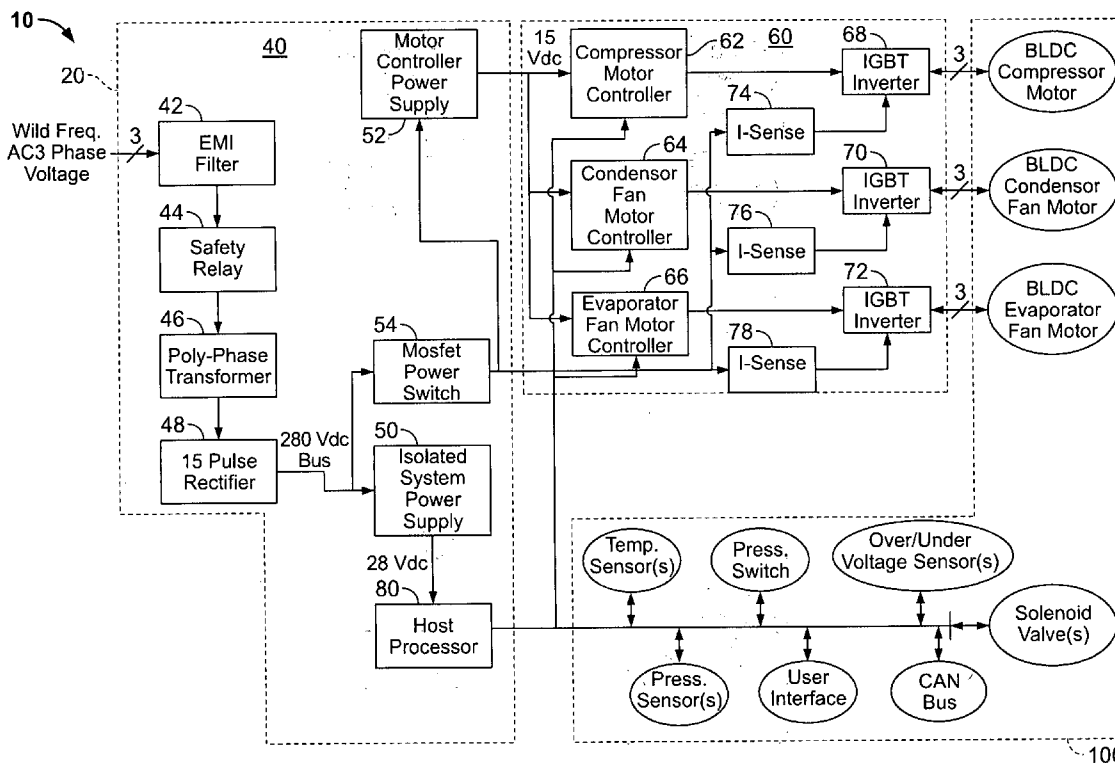 10
20
40
Motor
Controller
Power
Supply
52
15
Vdc
60
Compressor
Motor
Controller
62
68
IGBT
Inverter
3
BLDC
Compressor
Motor
Wild Freq.
AC3 Phase
Voltage
3
42
EMI
Filter
74
I-Sense
64
Condensor
Fan
Motor
Controller
70
IGBT
Inverter
3
BLDC
Condensor
Fan Motor
44
Safety
Relay
76
I-Sense
66
Evaporator
Fan Motor
Controller
72
IGBT
Inverter
3
BLDC
Evaporator
Fan Motor
46
Poly-Phase
Transformer
54
Mosfet
Power
Switch
78
I-Sense
48
15 Pulse
Rectifier
280 Vdc
Bus
50
Isolated
System
Power
Supply
28 Vdc
80
Host
Processor
Temp.
Sensor(s)
Press.
Switch
Over/Under
Voltage Sensor(s)
Solenoid
Valve(s)
Press.
Sensor(s)
User
Interface
CAN
Bus
100